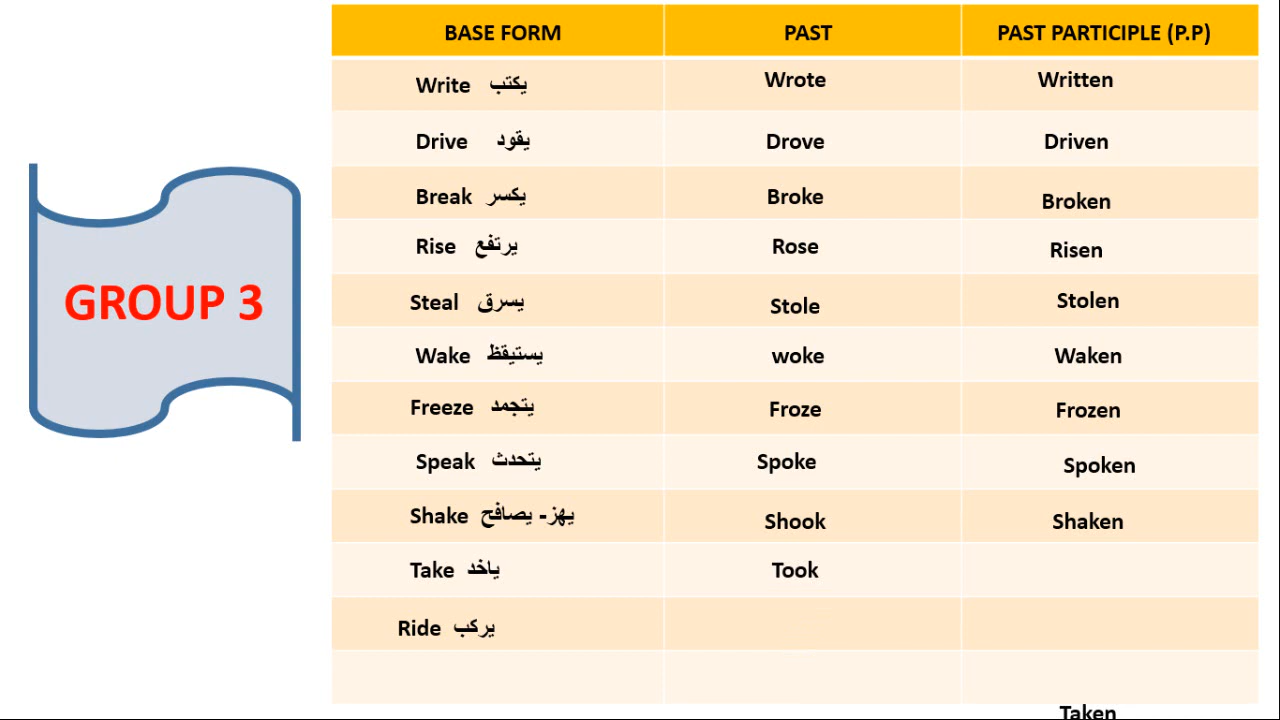 GROUP 3
BASE FORM PAST PAST PARTICIPLE (P.P)
Write يكتب Wrote Written
Drive يقود Drove Driven
Break يكسر Broke Broken
Rise يرتفع Rose Risen
Steal يسرق Stole Stolen
Wake يستيقظ woke Waken
Freeze يتجمد Froze Frozen
Speak يتحدث Spoke Spoken
Shake يهز- يصافح Shook Shaken
Take ياخد Took
Ride يركب
Taken